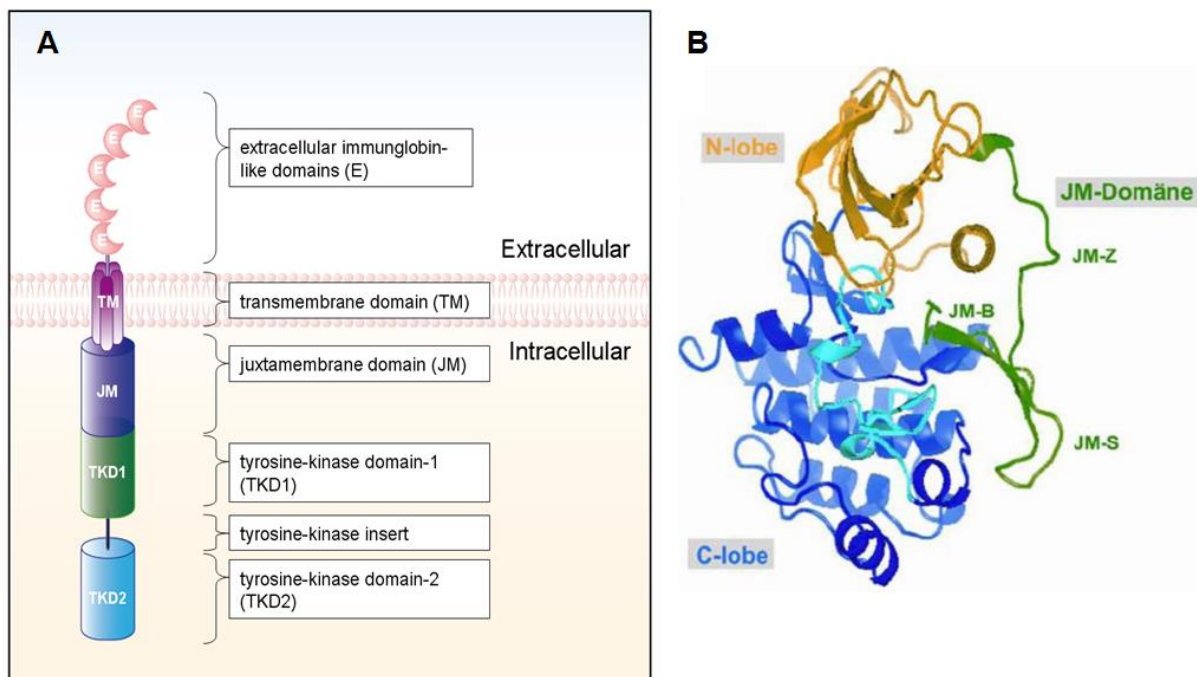 A
E
E
E
E
E
extracellular immunglobin-
like domains (E)
Extracellular
TM
transmembrane domain (TM)
Intracellular
JM
juxtamembrane domain (JM)
TKD1
tyrosine-kinase domain-1
(TKD1)
tyrosine-kinase insert
TKD2
tyrosine-kinase domain-2
(TKD2)
B
N-lobe
JM-Domäne
JM-Z
JM-B
JM-S
C-lobe